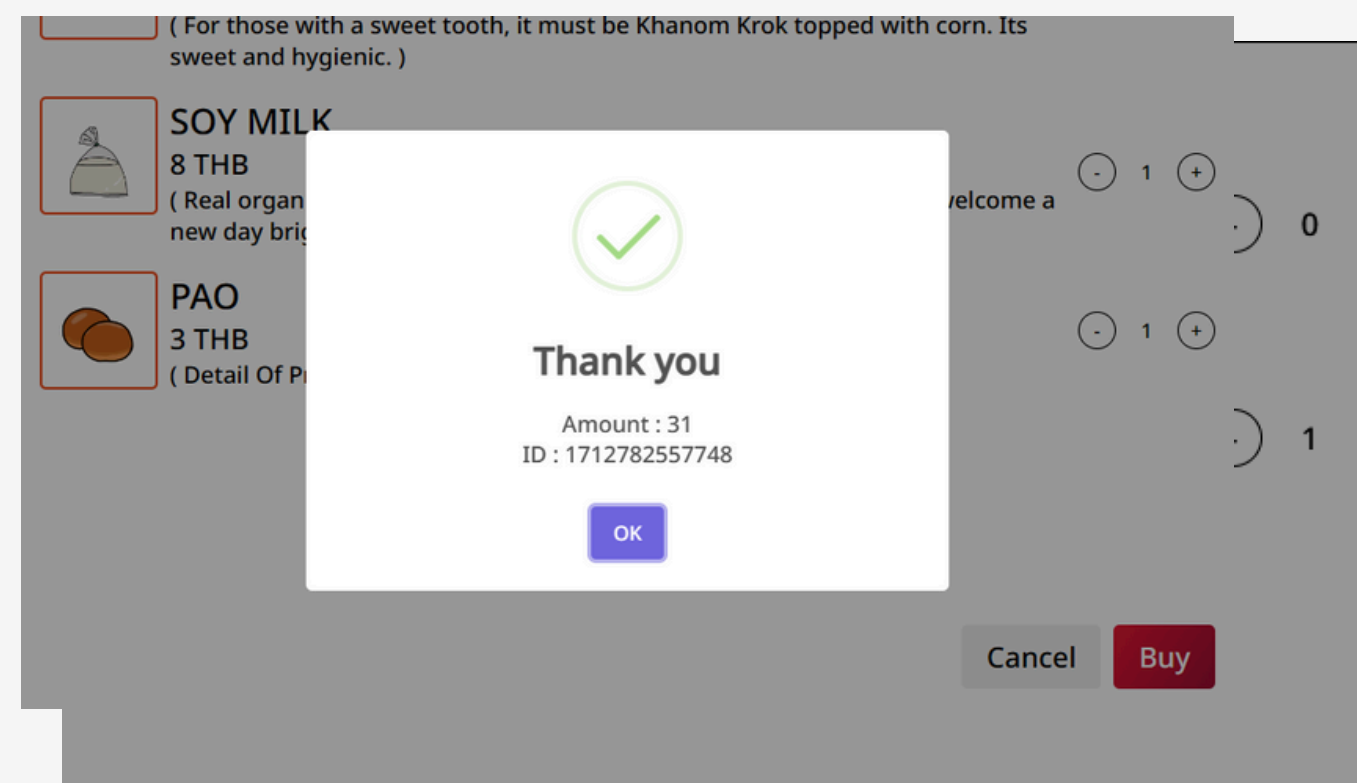 ( For those with a sweet tooth, it must be Khanom Krok topped with corn. Its
sweet and hygienic. )
SOY MILK
8 THB
- 1 +
( Real organ
welcome a
new day brig
0
PAO
3 THB
- 1 +
( Detail Of Pr
1
Thank you
Amount : 31
ID : 1712782557748
OK
Cancel
Buy